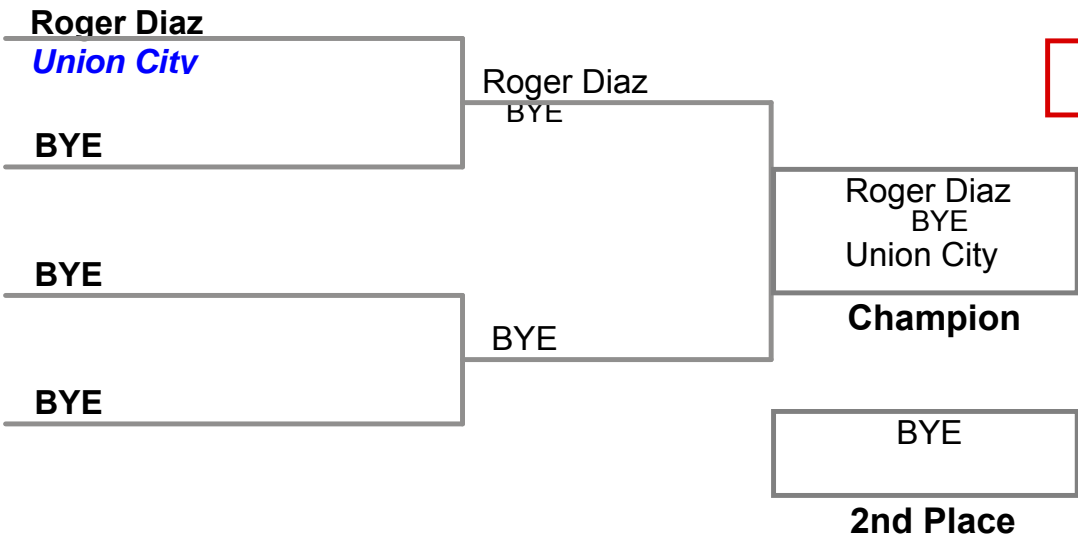 Roger Diaz
Union City
BYE
BYE
BYE
Roger Diaz
BYE
BYE
Roger Diaz
BYE
Union City
Champion
BYE
2nd Place